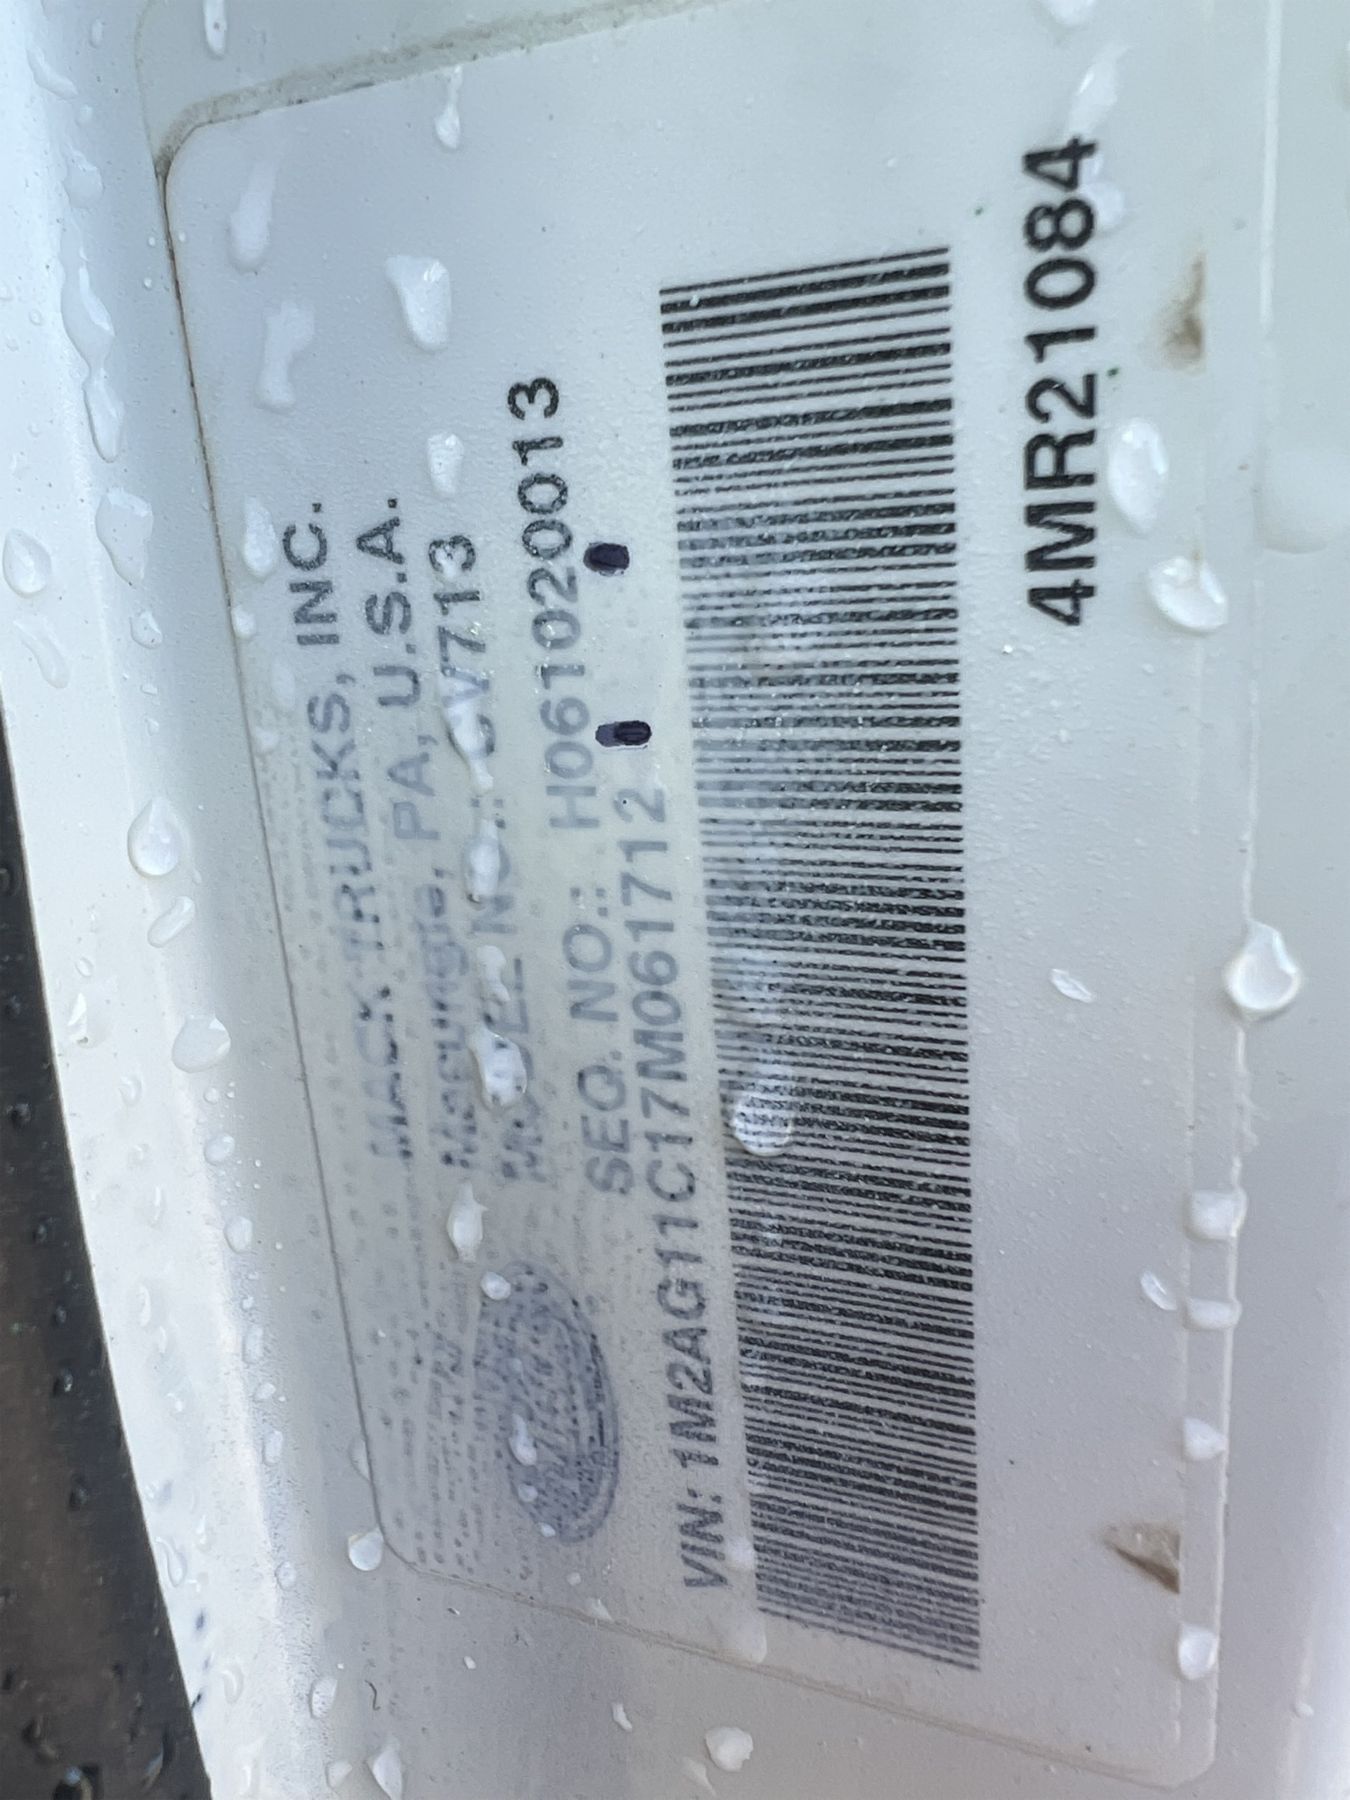 MACK TRUCKS, INC.
Macungie, PA, U.S.A.
MODEL NO.: CV713
SEQ. NO.: H061020013
VIN: 1M2AG11C17M061712
4MR21084